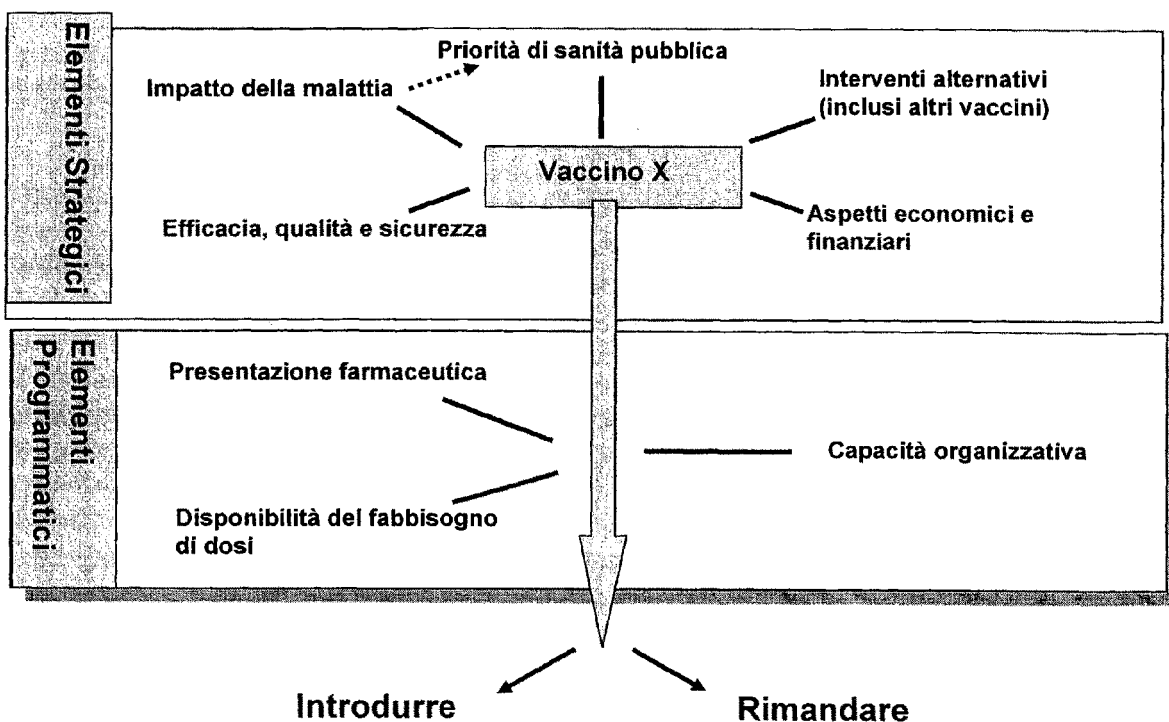 Elementi Strategici
Priorità di sanità pubblica
Impatto della malattia
Interventi alternativi
(inclusi altri vaccini)
Vaccino X
Efficacia, qualità e sicurezza
Aspetti economici e
finanziari
Elementi
Programmatici
Presentazione farmaceutica
Capacità organizzativa
Disponibilità del fabbisogno
di dosi
Introdurre
Rimandare